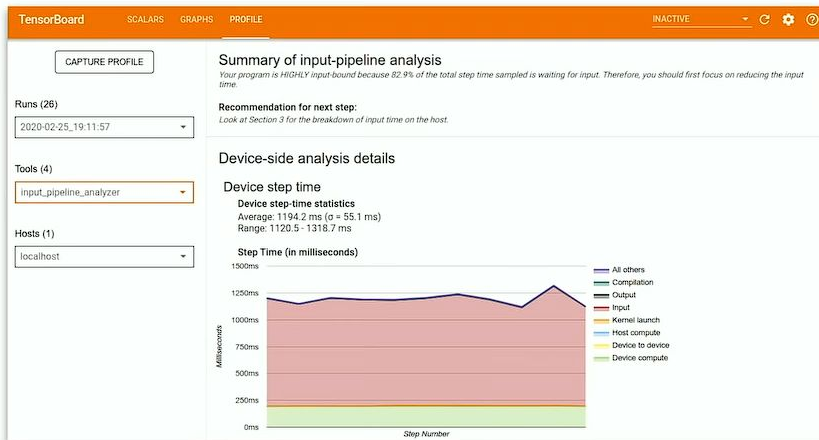 TensorBoard
SCALARS GRAPHS PROFILE
INACTIVE
CAPTURE PROFILE
Runs (26)
2020-02-25_19:11:57
Tools (4)
input_pipeline_analyzer
Hosts (1)
localhost
Summary of input-pipeline analysis
Your program is HIGHLY input-bound because 82.9% of the total step time sampled is waiting for input. Therefore, you should first focus on reducing the input
time.
Recommendation for next step:
Look at Section 3 for the breakdown of input time on the host.
Device-side analysis details
Device step time
Device step-time statistics
Average: 1194.2 ms (σ = 55.1 ms)
Range: 1120.5 - 1318.7 ms
Step Time (in milliseconds)
1500ms
1250ms
1000ms
750ms
500ms
250ms
0ms
Milliseconds
Step Number
All others
Compilation
Output
Input
Kernel launch
Host compute
Device to device
Device compute